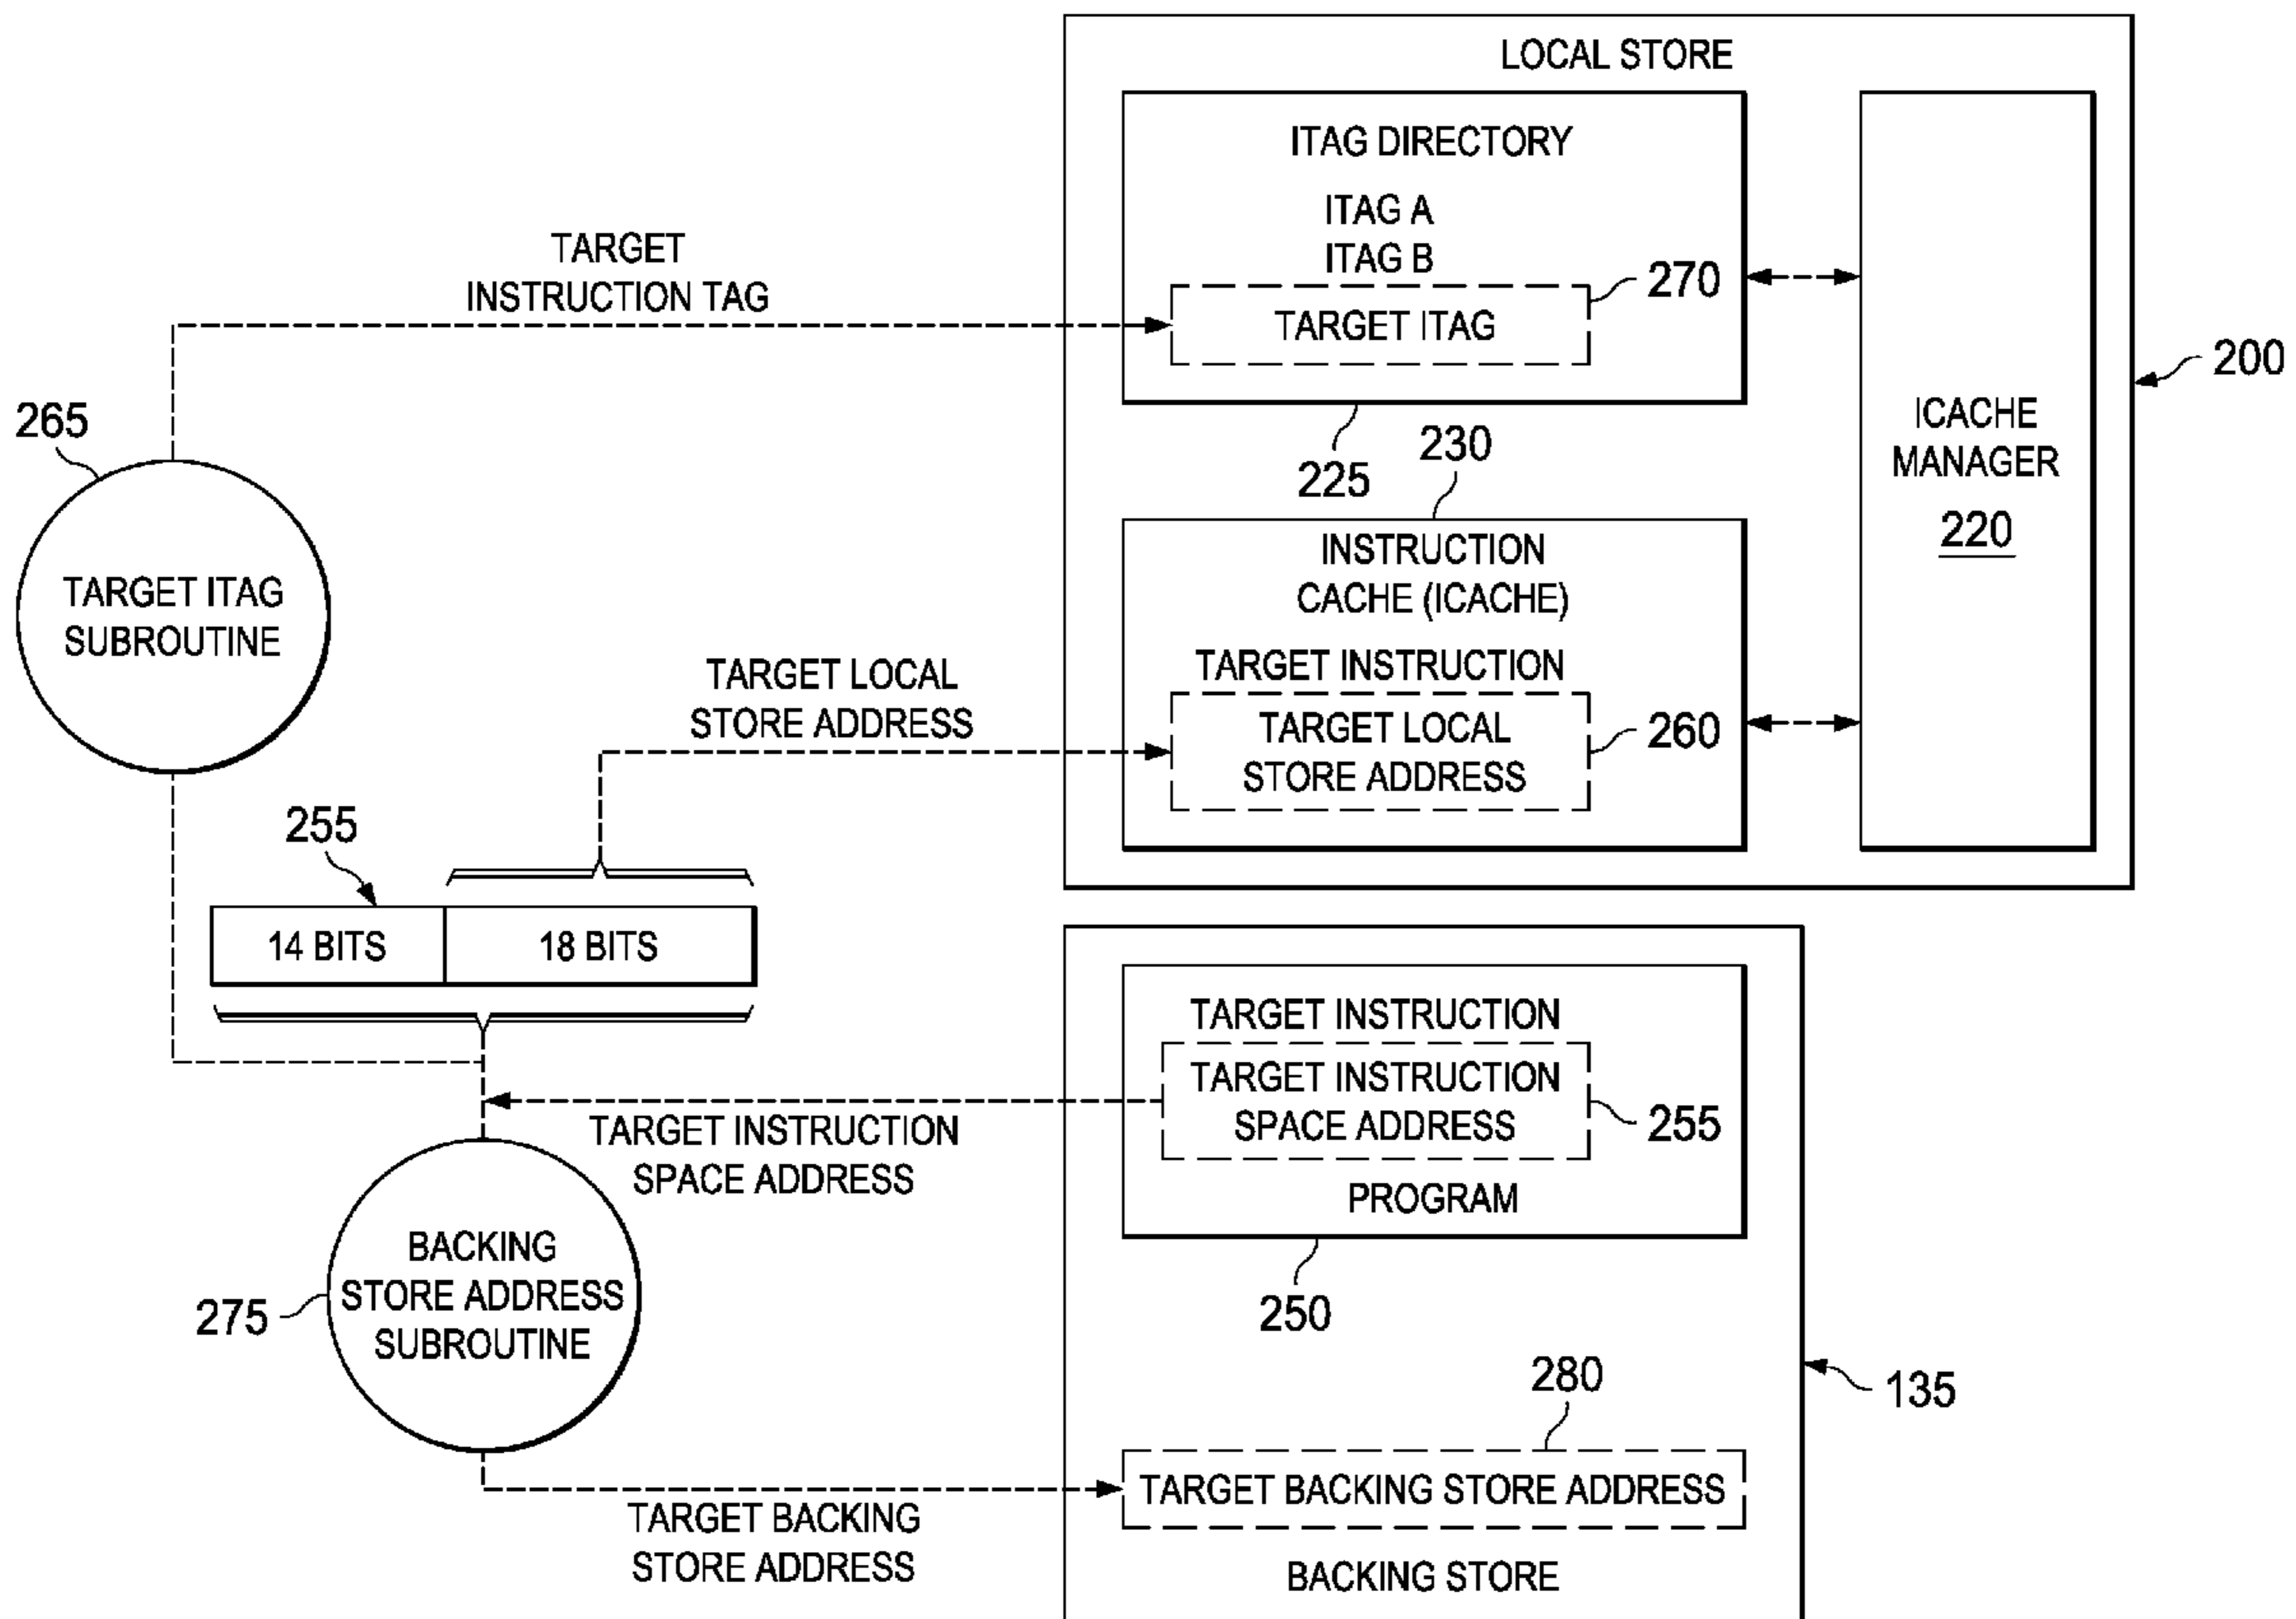 LOCAL STORE
ITAG DIRECTORY
ITAG A
ITAG B
TARGET ITAG
270
225
ICACHE
MANAGER
220
200
TARGET
INSTRUCTION TAG
265
TARGET ITAG
SUBROUTINE
230
INSTRUCTION
CACHE (ICACHE)
TARGET INSTRUCTION
TARGET LOCAL
STORE ADDRESS
260
TARGET LOCAL
STORE ADDRESS
255
14 BITS
18 BITS
TARGET INSTRUCTION
TARGET INSTRUCTION
SPACE ADDRESS
255
PROGRAM
250
TARGET INSTRUCTION
SPACE ADDRESS
BACKING
STORE ADDRESS
SUBROUTINE
275
135
280
TARGET BACKING STORE ADDRESS
TARGET BACKING
STORE ADDRESS
BACKING STORE